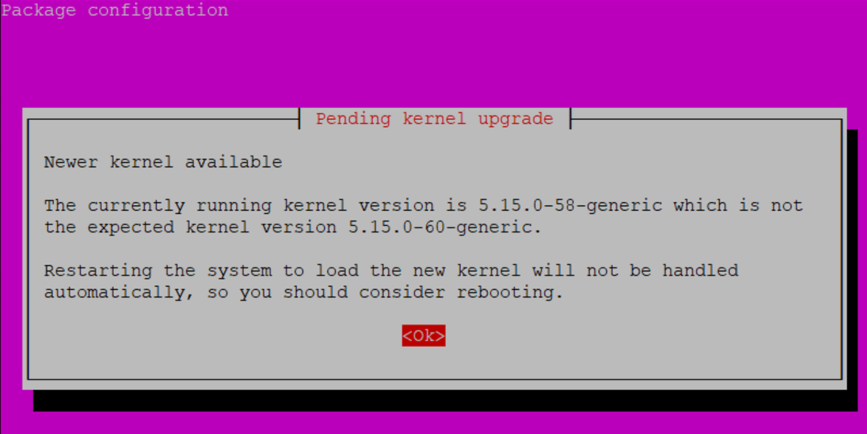 Package configuration
Pending kernel upgrade
Newer kernel available
The currently running kernel version is 5.15.0-58-generic which is not
the expected kernel version 5.15.0-60-generic.
Restarting the system to load the new kernel will not be handled
automatically, so you should consider rebooting.
<Ok>